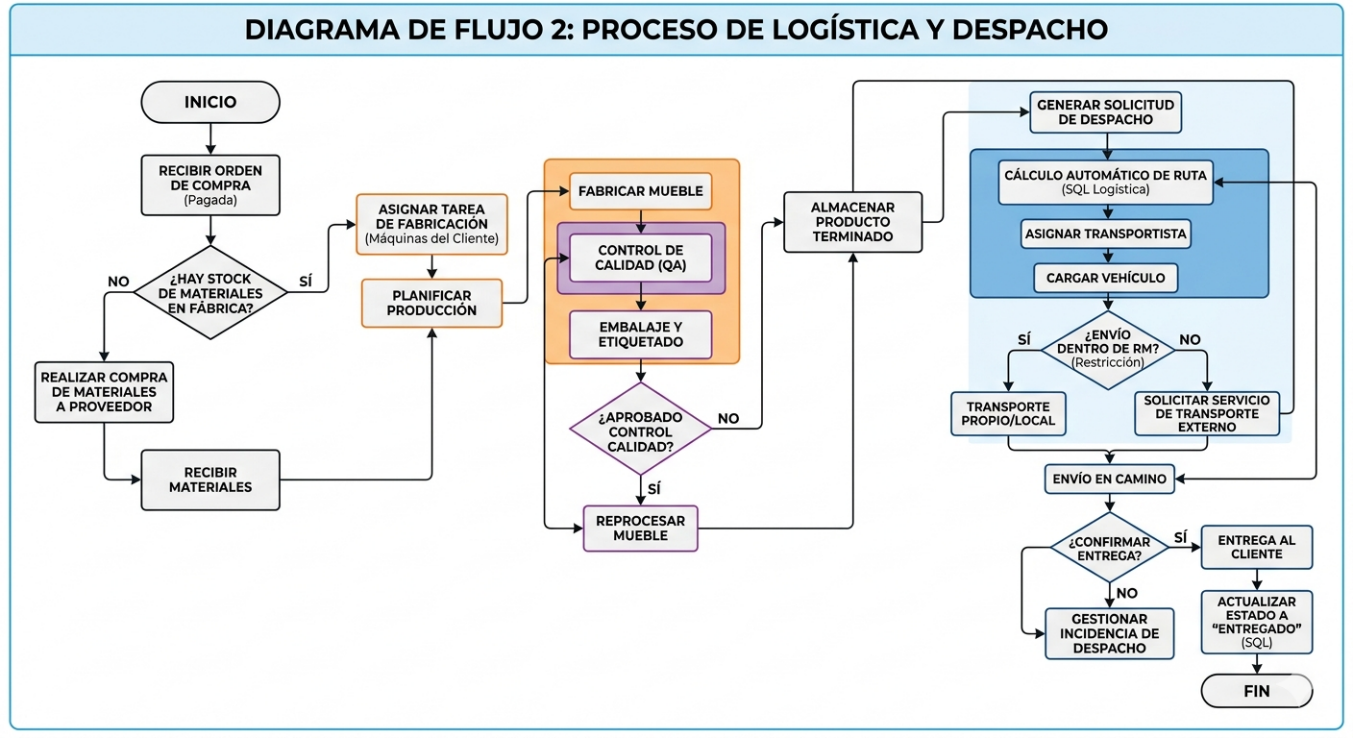 DIAGRAMA DE FLUJO 2: PROCESO DE LOGÍSTICA Y DESPACHO
INICIO
RECIBIR ORDEN
DE COMPRA
(Pagada)
¿HAY STOCK
DE MATERIALES
EN FÁBRICA?
NO
SÍ
REALIZAR COMPRA
DE MATERIALES
A PROVEEDOR
RECIBIR
MATERIALES
ASIGNAR TAREA
DE FABRICACIÓN
(Máquinas del Cliente)
PLANIFICAR
PRODUCCIÓN
FABRICAR MUEBLE
CONTROL DE
CALIDAD (QA)
EMBALAJE Y
ETIQUETADO
¿APROBADO
CONTROL
CALIDAD?
NO
SÍ
REPROCESAR
MUEBLE
ALMACENAR
PRODUCTO
TERMINADO
GENERAR SOLICITUD
DE DESPACHO
CÁLCULO AUTOMÁTICO DE RUTA
(SQL Logística)
ASIGNAR TRANSPORTISTA
CARGAR VEHÍCULO
¿ENVÍO
DENTRO DE RM?
(Restricción)
SÍ
NO
TRANSPORTE
PROPIO/LOCAL
SOLICITAR SERVICIO
DE TRANSPORTE
EXTERNO
ENVÍO EN CAMINO
¿CONFIRMAR
ENTREGA?
SÍ
NO
GESTIONAR
INCIDENCIA DE
DESPACHO
ENTREGA AL
CLIENTE
ACTUALIZAR
ESTADO A
"ENTREGADO"
(SQL)
FIN